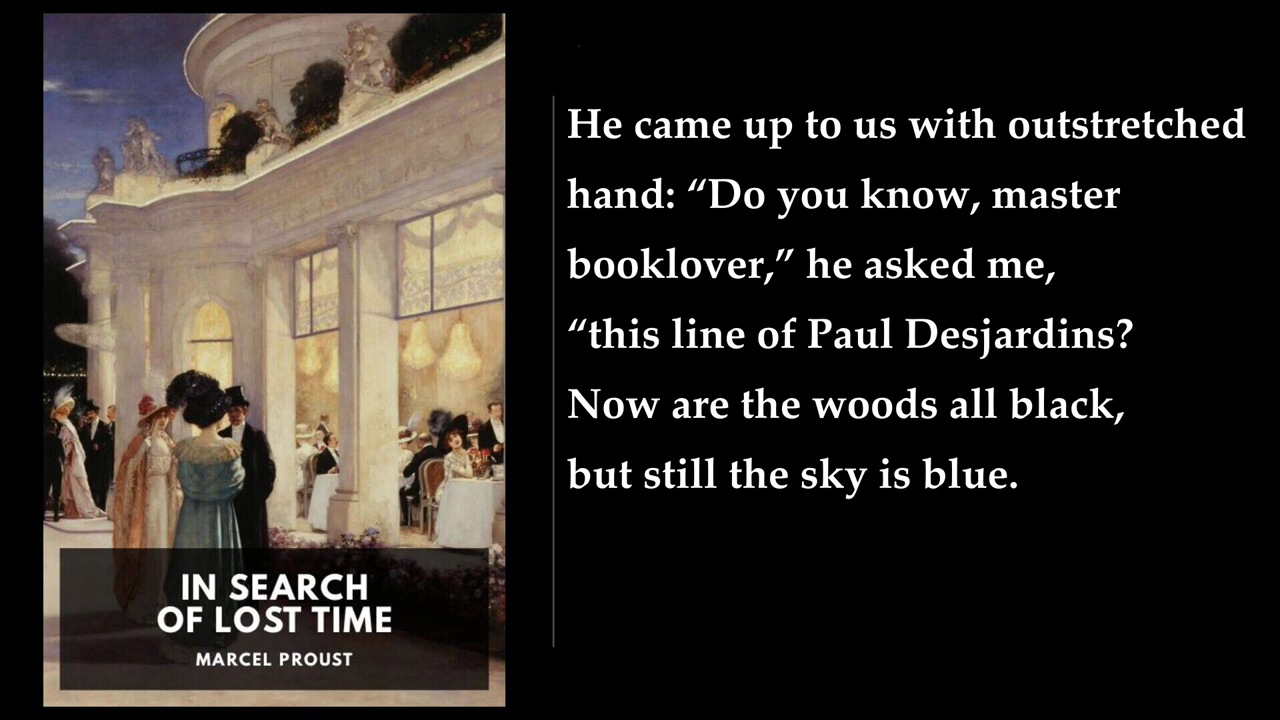 IN SEARCH
OF LOST TIME
MARCEL PROUST
He came up to us with outstretched
hand: “Do you know, master
booklover,” he asked me,
“this line of Paul Desjardins?
Now are the woods all black,
but still the sky is blue.